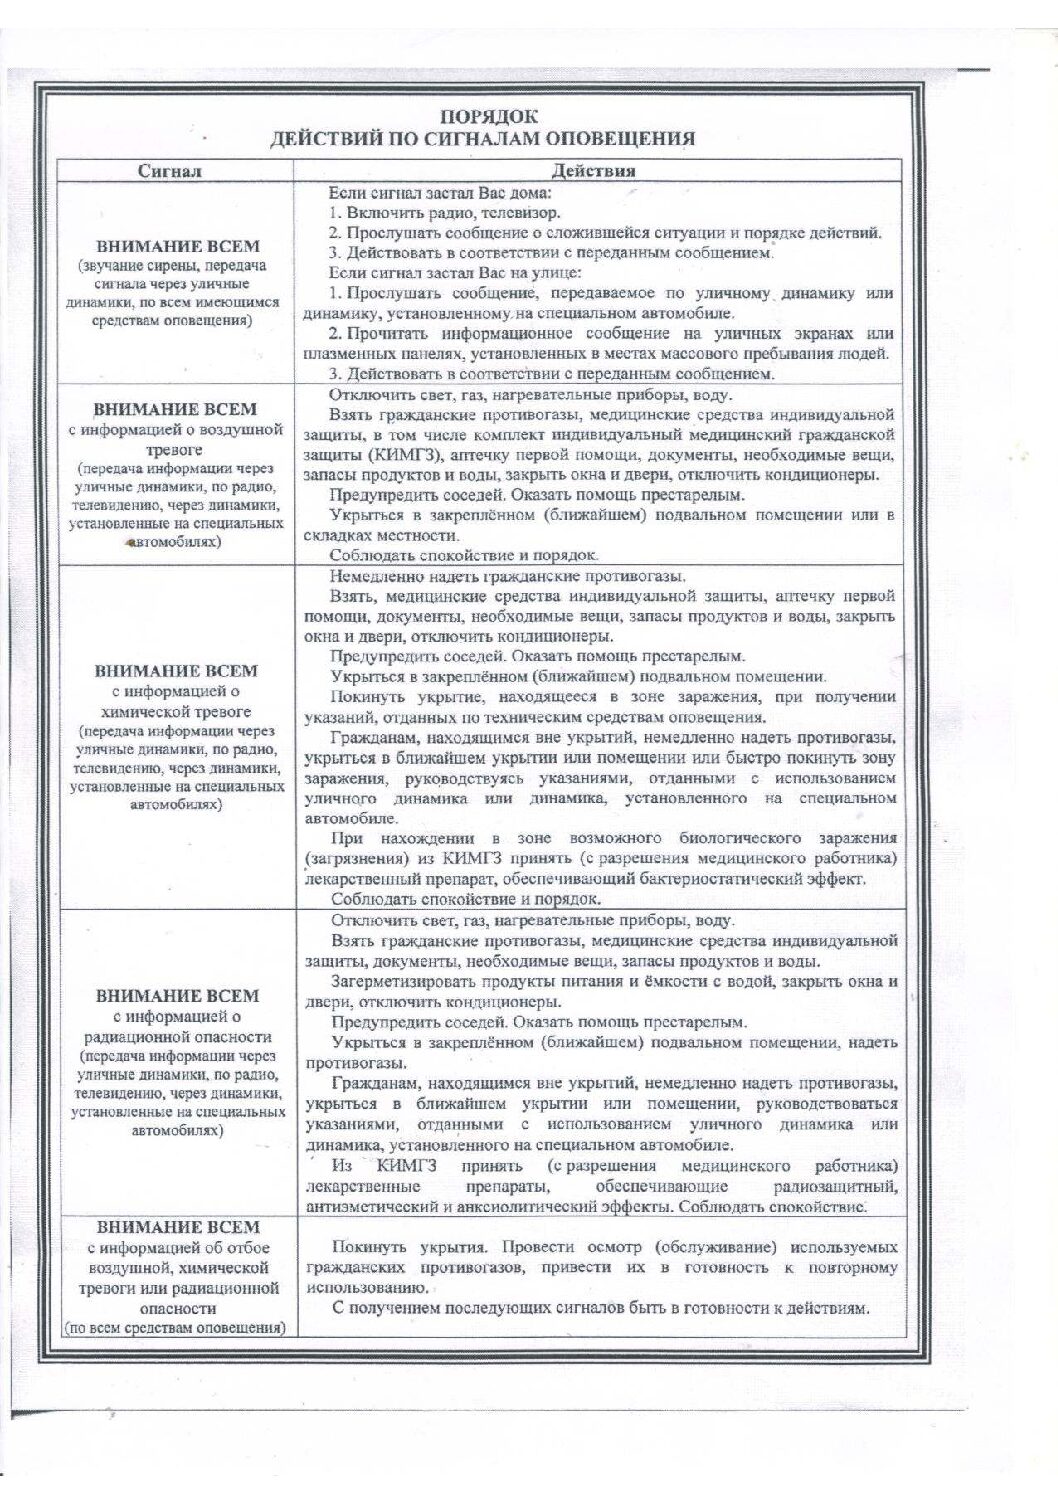 ПОРЯДОК
ДЕЙСТВИЙ ПО СИГНАЛАМ ОПОВЕЩЕНИЯ
Сигнал
Действия
ВНИМАНИЕ ВСЕМ
(звучание сирены, передача
сигнала через уличные
динамики, по всем имеющимся
средствам оповещения)
Если сигнал застал Вас дома:
1. Включить радио, телевизор.
2. Прослушать сообщение о сложившейся ситуации и порядке действий.
3. Действовать в соответствии с переданным сообщением.
Если сигнал застал Вас на улице:
1. Прослушать сообщение, передаваемое по уличному динамику или
динамику, установленному на специальном автомобиле.
2. Прочитать информационное сообщение на уличных экранах или
плазменных панелях, установленных в местах массового пребывания людей.
3. Действовать в соответствии с переданным сообщением.
ВНИМАНИЕ ВСЕМ
с информацией о воздушной
тревоге
(передача информации через
уличные динамики, по радио,
телевидению, через динамики,
установленные на специальных
автомобилях)
Отключить свет, газ, нагревательные приборы, воду.
Взять гражданские противогазы, медицинские средства индивидуальной
защиты, в том числе комплект индивидуальный медицинский гражданской
защиты (КИМГЗ), аптечку первой помощи, документы, необходимые вещи,
запасы продуктов и воды, закрыть окна и двери, отключить кондиционеры.
Предупредить соседей. Оказать помощь престарелым.
Укрыться в закреплённом (ближайшем) подвальном помещении или в
складках местности.
Соблюдать спокойствие и порядок.
ВНИМАНИЕ ВСЕМ
с информацией о
химической тревоге
(передача информации через
уличные динамики, по радио,
телевидению, через динамики,
установленные на специальных
автомобилях)
Немедленно надеть гражданские противогазы.
Взять, медицинские средства индивидуальной защиты, аптечку первой
помощи, документы, необходимые вещи, запасы продуктов и воды, закрыть
окна и двери, отключить кондиционеры.
Предупредить соседей. Оказать помощь престарелым.
Укрыться в закреплённом (ближайшем) подвальном помещении.
Покинуть укрытие, находящееся в зоне заражения, при получении
указаний, отданных по техническим средствам оповещения.
Гражданам, находящимся вне укрытий, немедленно надеть противогазы,
укрыться в ближайшем укрытии или помещении или быстро покинуть зону
заражения, руководствуясь указаниями, отданными с использованием
уличного динамика или динамика, установленного на специальном
автомобиле.
При нахождении в зоне возможного биологического заражения
(загрязнения) из КИМГЗ принять (с разрешения медицинского работника)
лекарственный препарат, обеспечивающий бактериостатический эффект.
Соблюдать спокойствие и порядок.
ВНИМАНИЕ ВСЕМ
с информацией о
радиационной опасности
(передача информации через
уличные динамики, по радио,
телевидению, через динамики,
установленные на специальных
автомобилях)
Отключить свет, газ, нагревательные приборы, воду.
Взять гражданские противогазы, медицинские средства индивидуальной
защиты, документы, необходимые вещи, запасы продуктов и воды.
Загерметизировать продукты питания и ёмкости с водой, закрыть окна и
двери, отключить кондиционеры.
Предупредить соседей. Оказать помощь престарелым.
Укрыться в закреплённом (ближайшем) подвальном помещении, надеть
противогазы.
Гражданам, находящимся вне укрытий, немедленно надеть противогазы,
укрыться в ближайшем укрытии или помещении, руководствоваться
указаниями, отданными с использованием уличного динамика или
динамика, установленного на специальном автомобиле.
Из КИМГЗ принять (с разрешения медицинского работника)
лекарственные препараты, обеспечивающие радиозащитный,
антиэметический и анксиолитический эффекты. Соблюдать спокойствие.
ВНИМАНИЕ ВСЕМ
с информацией об отбое
воздушной, химической
тревоги или радиационной
опасности
(по всем средствам оповещения)
Покинуть укрытия. Провести осмотр (обслуживание) используемых
гражданских противогазов, привести их в готовность к повторному
использованию.
С получением последующих сигналов быть в готовности к действиям.